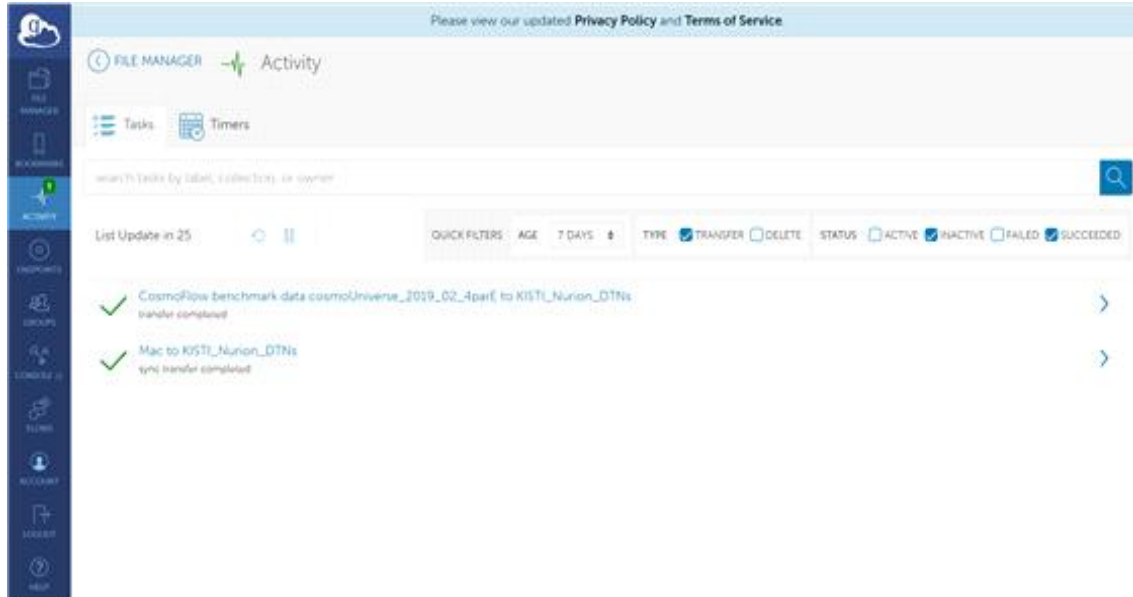 Please view our updated Privacy Policy and Terms of Service
FILE MANAGER Activity
Tasks Timers
search tasks by label, collection, or owner
List Update in 25 QUICK FILTERS AGE 7 DAYS TYPE TRANSFER DELETE STATUS ACTIVE INACTIVE FAILED SUCCEEDED
CosmoFlow benchmark data cosmoUniverse_2019_02_4parE to KISTI_Nurion_DTNs
transfer completed
Mac to KISTI_Nurion_DTNs
sync transfer completed
FILE
MANAGER
BOOKMARKS
ACTIVITY
ENDPOINTS
GROUPS
CONSOLE
FLOWS
ACCOUNT
LOGOUT
HELP